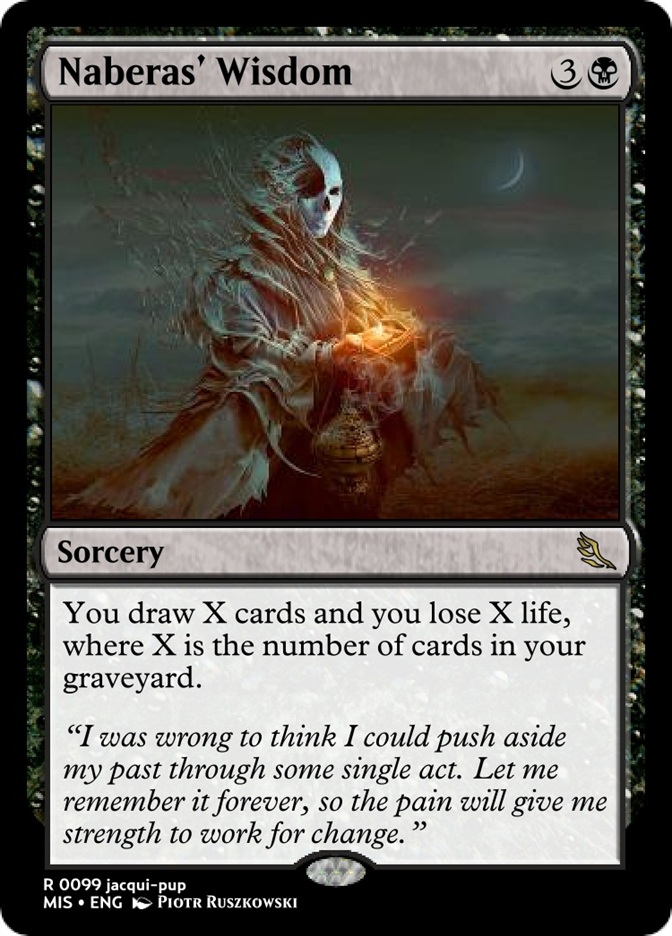 Naberas' Wisdom
3
Sorcery
You draw X cards and you lose X life,
where X is the number of cards in your
graveyard.
“I was wrong to think I could push aside
my past through some single act. Let me
remember it forever, so the pain will give me
strength to work for change.”
R 0099 jacqui-pup
MIS • ENG Piotr Ruszkowski